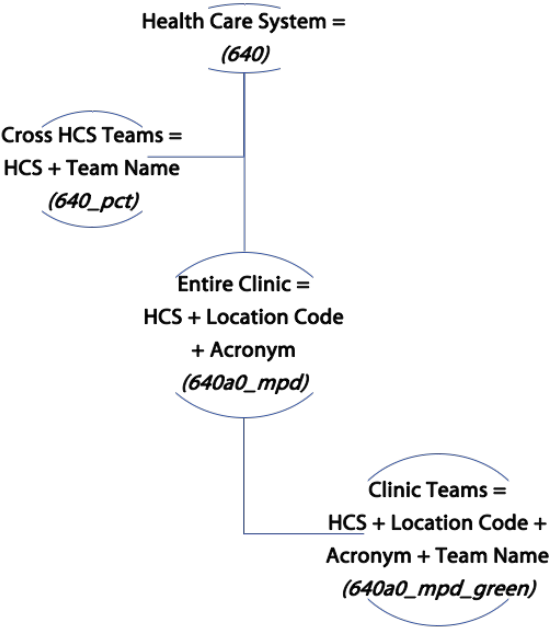 Health Care System =
(640)
Cross HCS Teams =
HCS + Team Name
(640_pct)
Entire Clinic =
HCS + Location Code
+ Acronym
(640a0_mpd)
Clinic Teams =
HCS + Location Code +
Acronym + Team Name
(640a0_mpd_green)